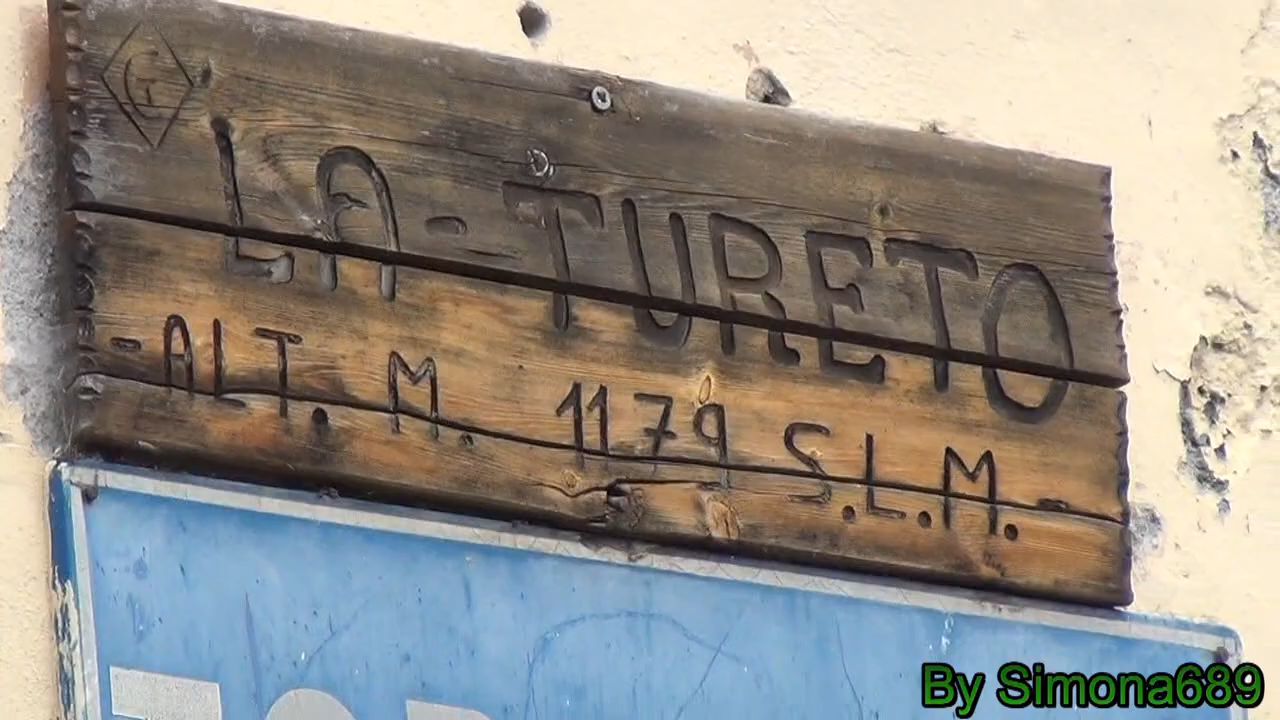 LA - TURETO
- ALT. M. 1179 S.L.M. -
By Simona689